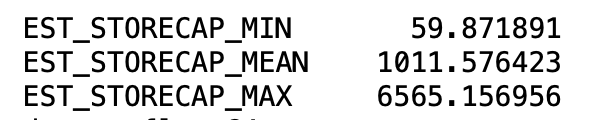 EST_STORECAP_MIN 59.871891
EST_STORECAP_MEAN 1011.576423
EST_STORECAP_MAX 6565.156956